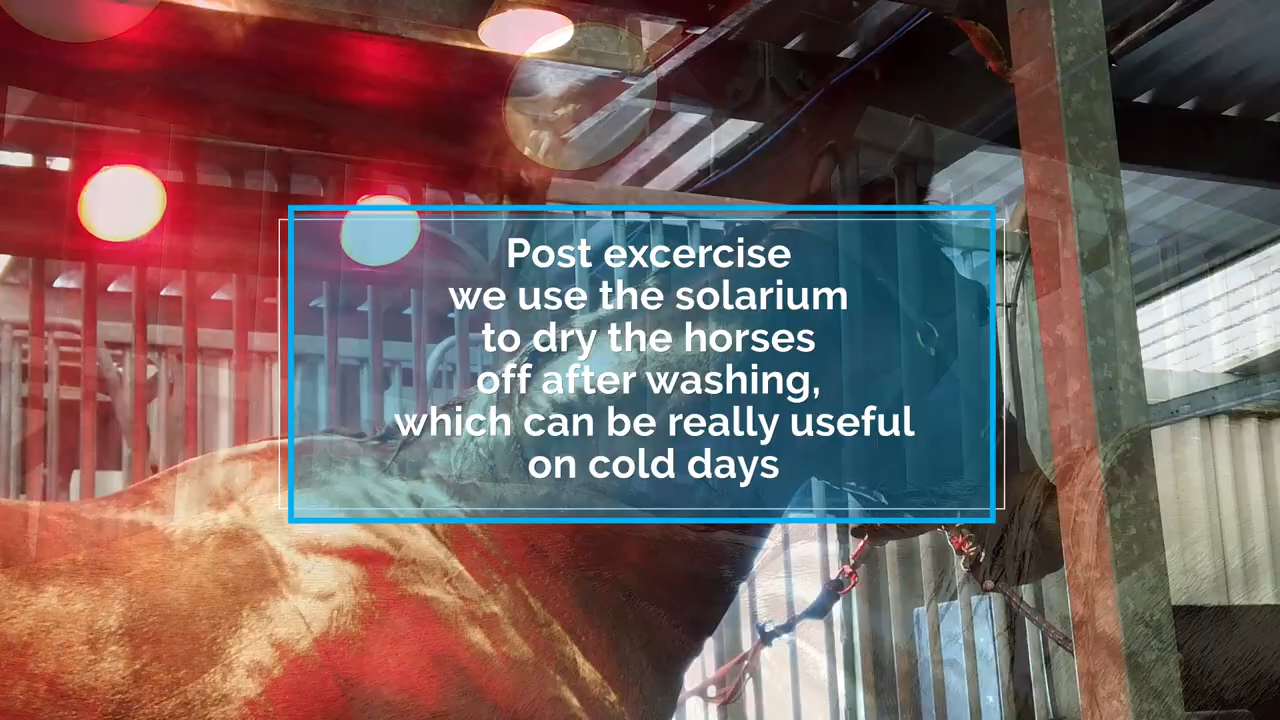 Post excercise
we use the solarium
to dry the horses
off after washing,
which can be really useful
on cold days